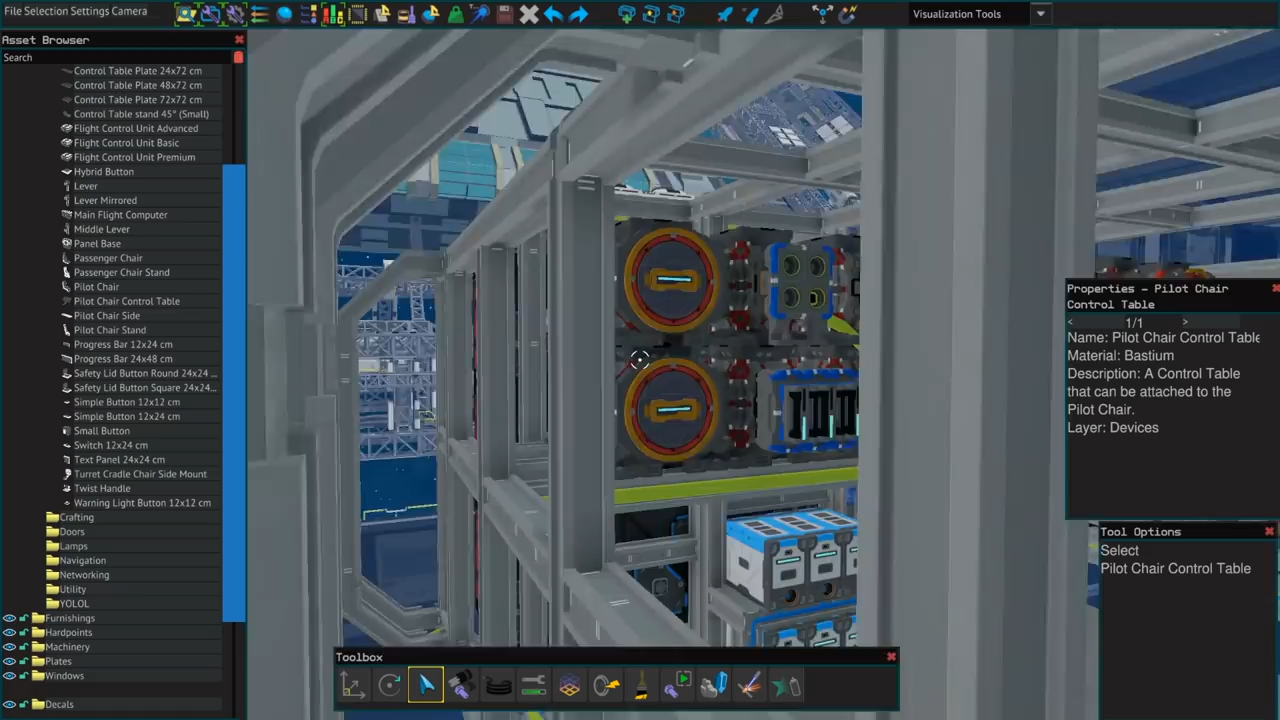 File Selection Settings Camera
Visualization Tools
Asset Browser
Search
Control Table Plate 24x72 cm
Control Table Plate 48x72 cm
Control Table Plate 72x72 cm
Control Table stand 45° (Small)
Flight Control Unit Advanced
Flight Control Unit Basic
Flight Control Unit Premium
Hybrid Button
Lever
Lever Mirrored
Main Flight Computer
Middle Lever
Panel Base
Passenger Chair
Passenger Chair Stand
Pilot Chair
Pilot Chair Control Table
Pilot Chair Side
Pilot Chair Stand
Progress Bar 12x24 cm
Progress Bar 24x48 cm
Safety Lid Button Round 24x24 ...
Safety Lid Button Square 24x24...
Simple Button 12x12 cm
Simple Button 12x24 cm
Small Button
Switch 12x24 cm
Text Panel 24x24 cm
Turret Cradle Chair Side Mount
Twist Handle
Warning Light Button 12x12 cm
Crafting
Doors
Lamps
Navigation
Networking
Utility
YOLOL
Furnishings
Hardpoints
Machinery
Plates
Windows
Decals
Properties - Pilot Chair
Control Table
< 1/1 >
Name: Pilot Chair Control Table
Material: Bastium
Description: A Control Table
that can be attached to the
Pilot Chair.
Layer: Devices
Tool Options
Select
Pilot Chair Control Table
Toolbox